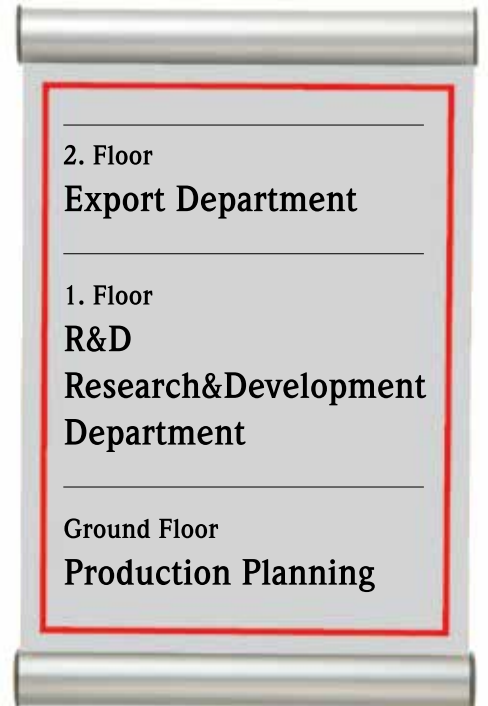 2. Floor
Export Department
1. Floor
R&D
Research&Development
Department
Ground Floor
Production Planning